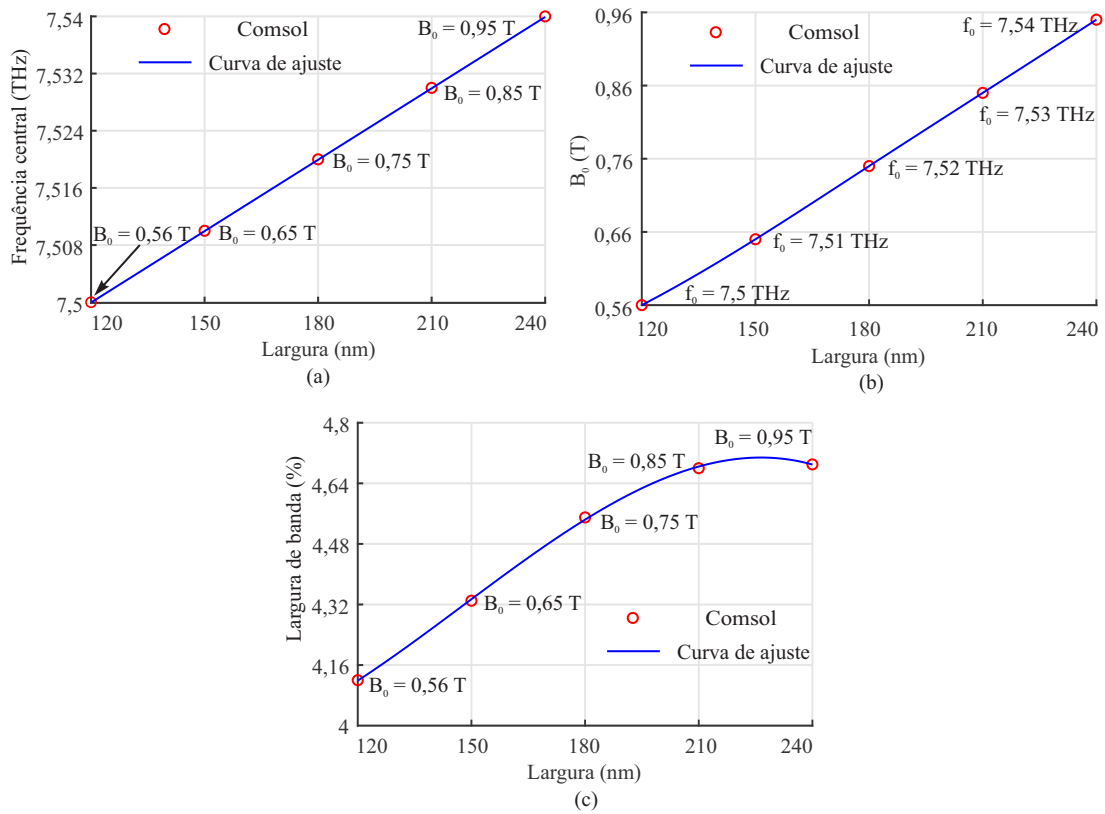 7,54
7,532
7,524
7,516
7,508
7,5
Frequência central (THz)
Comsol
Curva de ajuste
B₀ = 0,95 T
B₀ = 0,85 T
B₀ = 0,75 T
B₀ = 0,65 T
B₀ = 0,56 T
120 150 180 210 240
Largura (nm)
(a)
0,96
0,86
0,76
0,66
0,56
B₀ (T)
Comsol
Curva de ajuste
f₀ = 7,54 THz
f₀ = 7,53 THz
f₀ = 7,52 THz
f₀ = 7,51 THz
f₀ = 7,5 THz
120 150 180 210 240
Largura (nm)
(b)
4,8
4,64
4,48
4,32
4,16
4
Largura de banda (%)
B₀ = 0,95 T
B₀ = 0,85 T
B₀ = 0,75 T
B₀ = 0,65 T
B₀ = 0,56 T
Comsol
Curva de ajuste
120 150 180 210 240
Largura (nm)
(c)